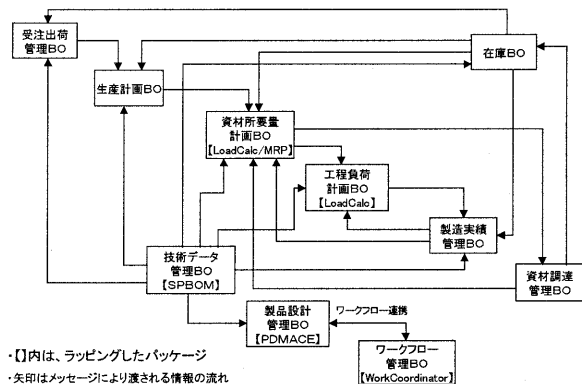 受注出荷
管理BO
在庫BO
生産計画BO
資材所要量
計画BO
【LoadCalc/MRP】
工程負荷
計画BO
【LoadCalc】
製造実績
管理BO
技術データ
管理BO
【SPBOM】
資材調達
管理BO
製品設計
管理BO
【PDMACE】
ワークフロー連携
ワークフロー
管理BO
【WorkCoordinator】
・【】内は、ラッピングしたパッケージ
・矢印はメッセージにより渡される情報の流れ